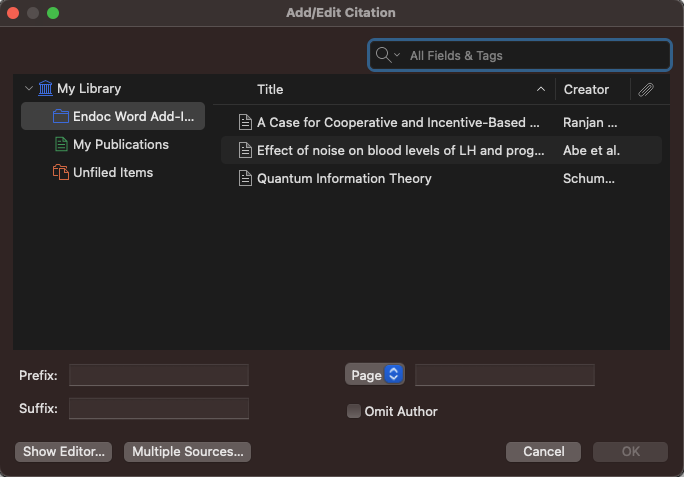 Add/Edit Citation
All Fields & Tags
My Library
Endoc Word Add-I...
My Publications
Unfiled Items
Title Creator
A Case for Cooperative and Incentive-Based ... Ranjan ...
Effect of noise on blood levels of LH and prog... Abe et al.
Quantum Information Theory Schum...
Prefix: Page
Suffix: Omit Author
Show Editor... Multiple Sources... Cancel OK